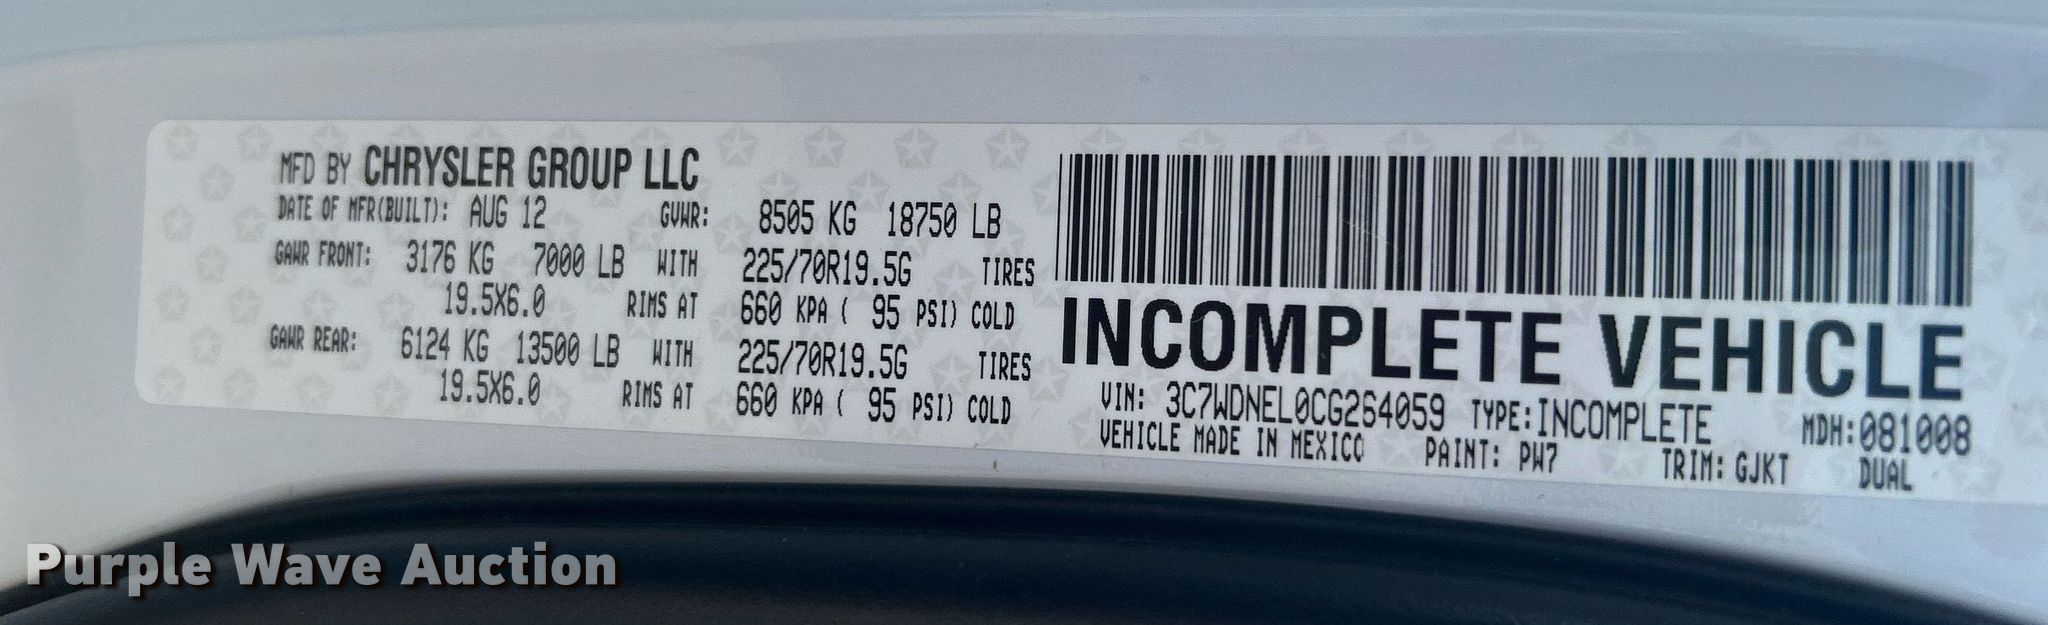 MFD BY CHRYSLER GROUP LLC
DATE OF MFR(BUILT): AUG 12 GVWR: 8505 KG 18750 LB
GAWR FRONT: 3176 KG 7000 LB WITH 225/70R19.5G TIRES
19.5X6.0 RIMS AT 660 KPA ( 95 PSI) COLD
GAWR REAR: 6124 KG 13500 LB WITH 225/70R19.5G TIRES
19.5X6.0 RIMS AT 660 KPA ( 95 PSI) COLD
INCOMPLETE VEHICLE
VIN: 3C7WDNEL0CG264059 TYPE:INCOMPLETE MDH:081008
VEHICLE MADE IN MEXICO PAINT: PW7 TRIM: GJKT DUAL
Purple Wave Auction